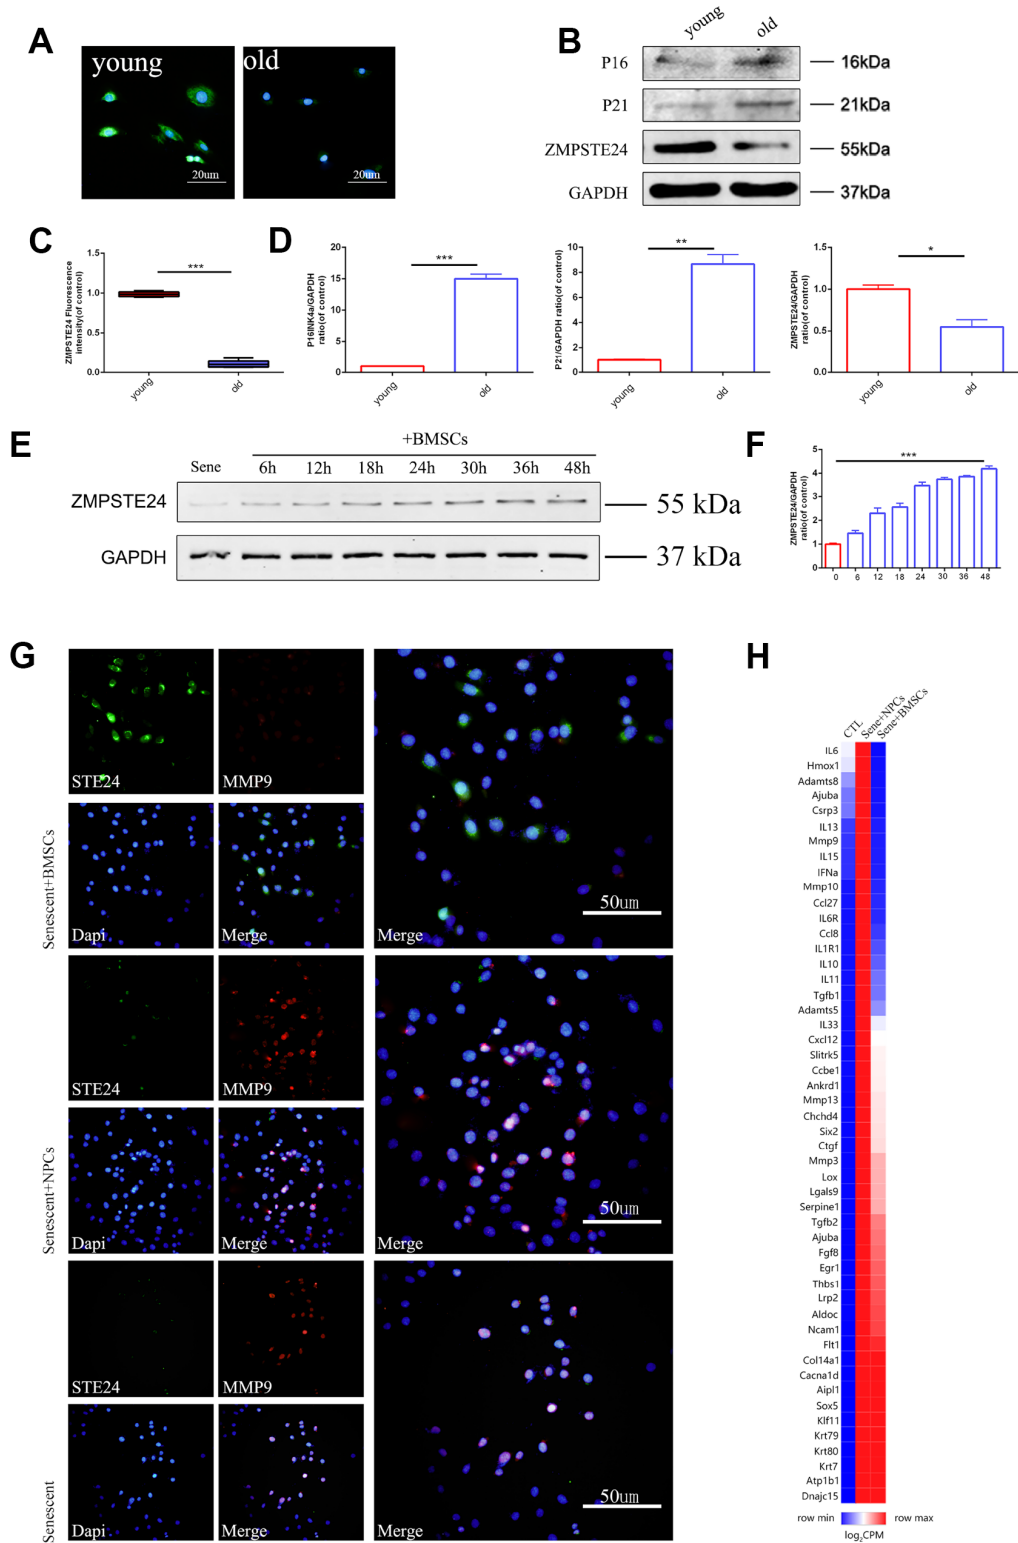 A
young
old
20um
20um
B
young
old
P16
16kDa
P21
21kDa
ZMPSTE24
55kDa
GAPDH
37kDa
C
ZMPSTE24 Fluorescence
intensity(of control)
1.5
1.0
0.5
0.0
***
young
old
D
P16INK4a/GAPDH
ratio(of control)
20
15
10
5
0
***
young
old
P21/GAPDH ratio(of control)
10
8
6
4
2
0
**
young
old
ZMPSTE24/GAPDH
ratio(of control)
1.5
1.0
0.5
0.0
*
young
old
E
+BMSCs
Sene 6h 12h 18h 24h 30h 36h 48h
ZMPSTE24
55 kDa
GAPDH
37 kDa
F
ZMPSTE24/GAPDH
ratio(of control)
5
4
3
2
1
0
***
0 6 12 18 24 30 36 48
G
Senescent+BMSCs
STE24
MMP9
Dapi
Merge
Merge
50um
Senescent+NPCs
STE24
MMP9
Dapi
Merge
Merge
50um
Senescent
STE24
MMP9
Dapi
Merge
Merge
50um
H
CTL
Sene+NPCs
Sene+BMSCs
IL6
Hmox1
Adamts8
Ajuba
Csrp3
IL13
Mmp9
IL15
IFNa
Mmp10
Ccl27
IL6R
Ccl8
IL1R1
IL10
IL11
Tgfb1
Adamts5
IL33
Cxcl12
Slitrk5
Ccbe1
Ankrd1
Mmp13
Chchd4
Six2
Ctgf
Mmp3
Lox
Lgals9
Serpine1
Tgfb2
Ajuba
Fgf8
Egr1
Thbs1
Lrp2
Aldoc
Ncam1
Flt1
Col14a1
Cacna1d
Aipl1
Sox5
Klf11
Krt79
Krt80
Krt7
Atp1b1
Dnajc15
row min
row max
log₂CPM